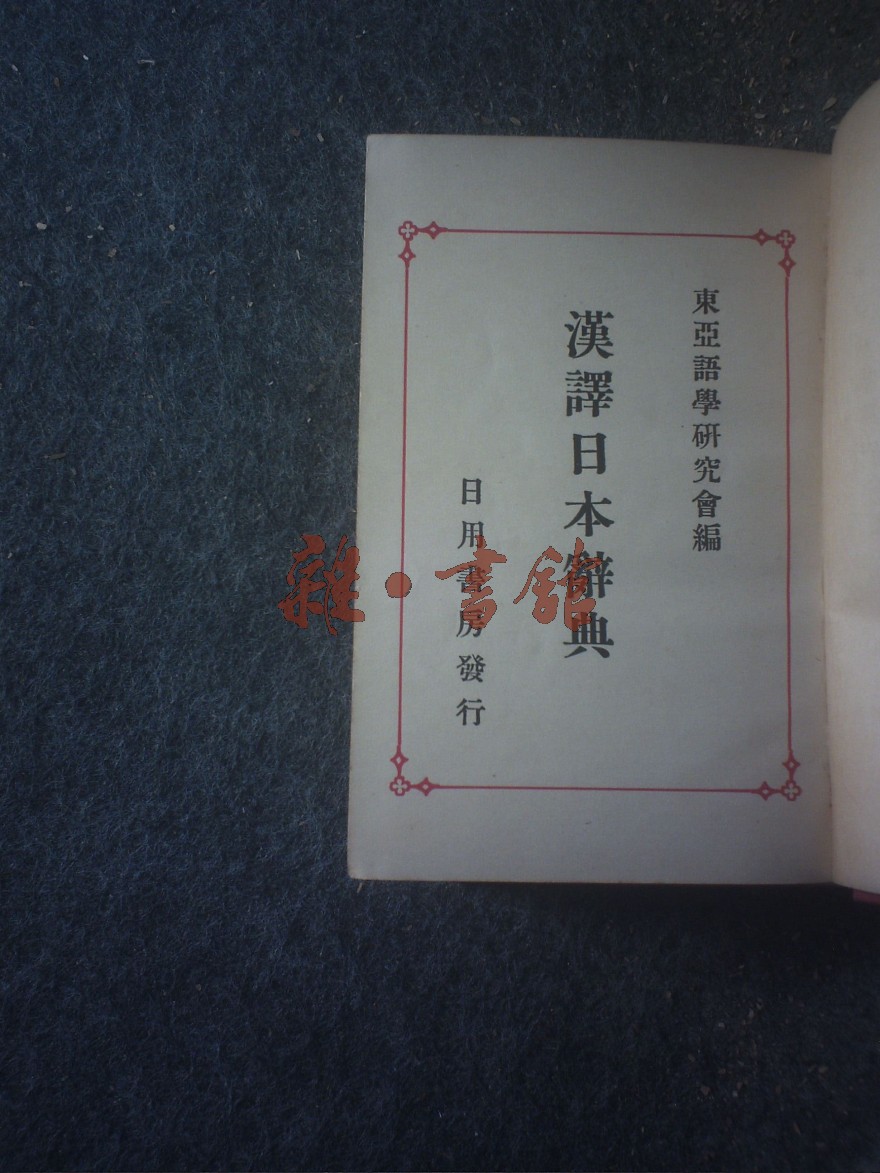 東亞語學研究會編
漢譯日本辭典
日用書房發行
雜·書館